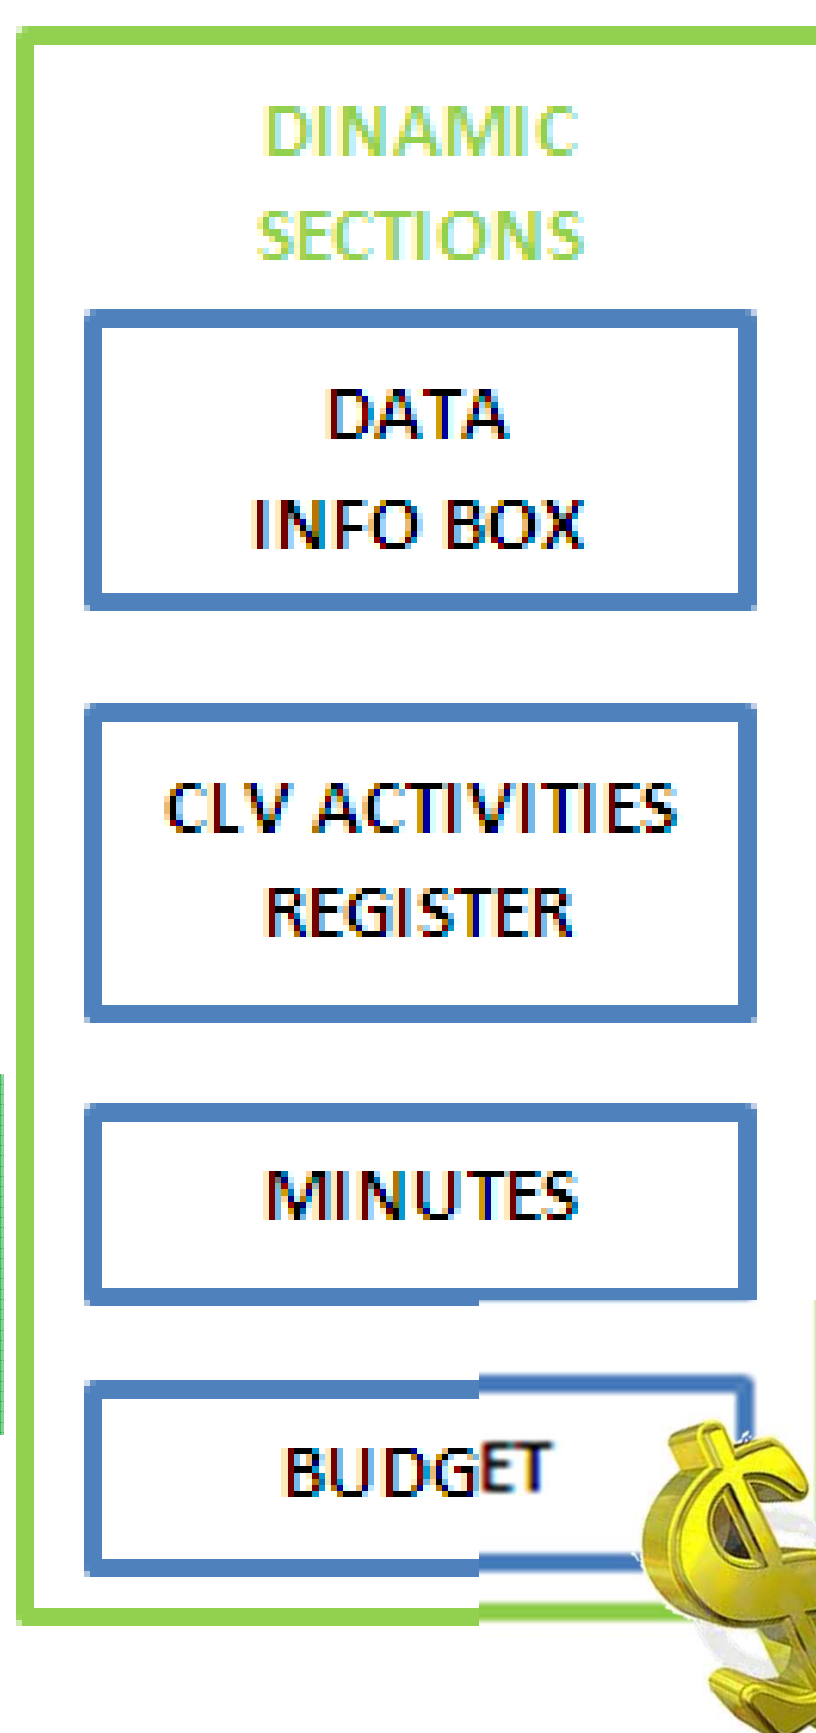 DINAMIC
SECTIONS
DATA
INFO BOX
CLV ACTIVITIES
REGISTER
MINUTES
BUDGET